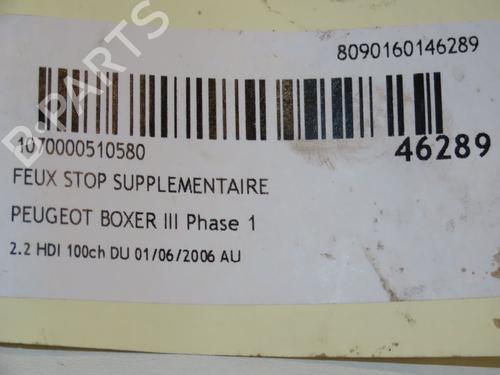 B-PARTS
8090160146289
1070000510580
46289
FEUX STOP SUPPLEMENTAIRE
PEUGEOT BOXER III Phase 1
2.2 HDI 100ch DU 01/06/2006 AU